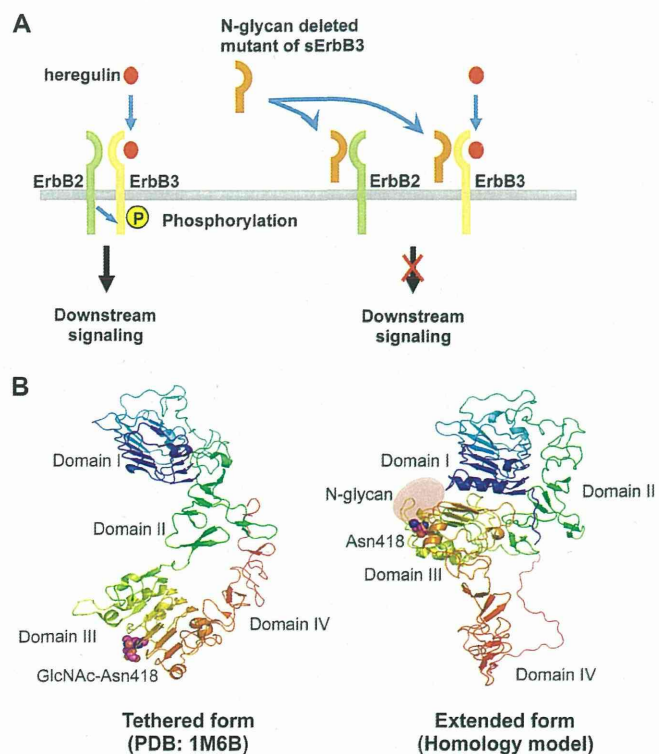 A
N-glycan deleted
mutant of sErbB3
heregulin
ErbB2
ErbB3
ErbB2
ErbB3
P
Phosphorylation
Downstream
signaling
Downstream
signaling
B
Domain I
Domain II
Domain III
Domain IV
GlcNAc-Asn418
Tethered form
(PDB: 1M6B)
Domain I
Domain II
N-glycan
Asn418
Domain III
Domain IV
Extended form
(Homology model)